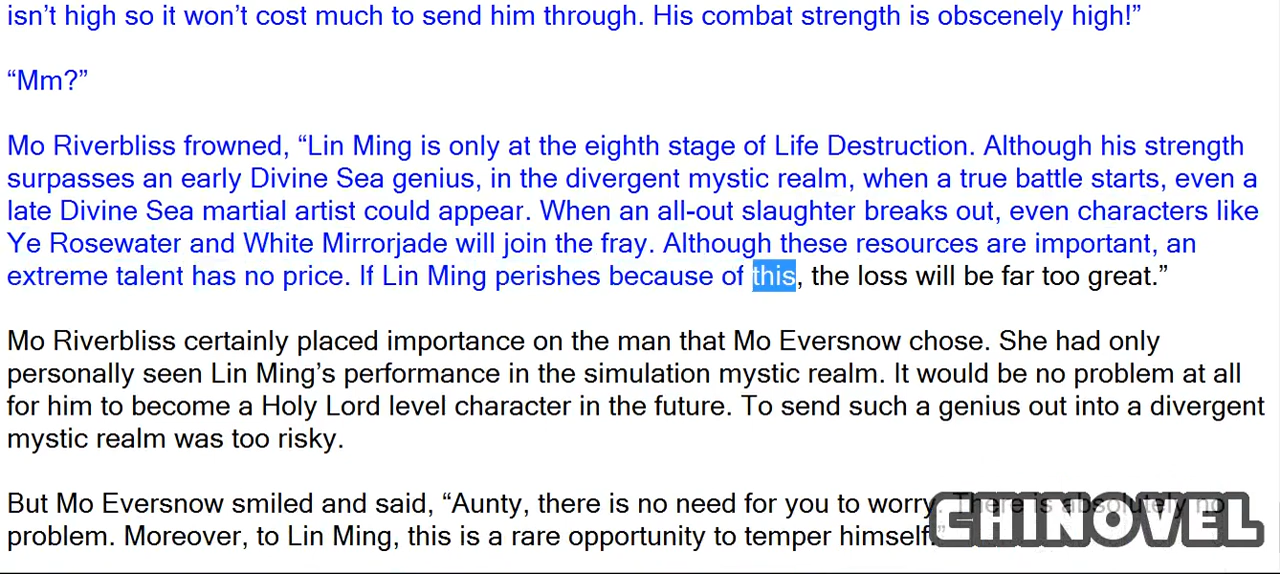 isn’t high so it won’t cost much to send him through. His combat strength is obscenely high!”
“Mm?”
Mo Riverbliss frowned, “Lin Ming is only at the eighth stage of Life Destruction. Although his strength
surpasses an early Divine Sea genius, in the divergent mystic realm, when a true battle starts, even a
late Divine Sea martial artist could appear. When an all-out slaughter breaks out, even characters like
Ye Rosewater and White Mirrorjade will join the fray. Although these resources are important, an
extreme talent has no price. If Lin Ming perishes because of this, the loss will be far too great.”
Mo Riverbliss certainly placed importance on the man that Mo Eversnow chose. She had only
personally seen Lin Ming’s performance in the simulation mystic realm. It would be no problem at all
for him to become a Holy Lord level character in the future. To send such a genius out into a divergent
mystic realm was too risky.
But Mo Eversnow smiled and said, “Aunty, there is no need for you to worry. There is absolutely no
problem. Moreover, to Lin Ming, this is a rare opportunity to temper himself.”
CHINOVEL